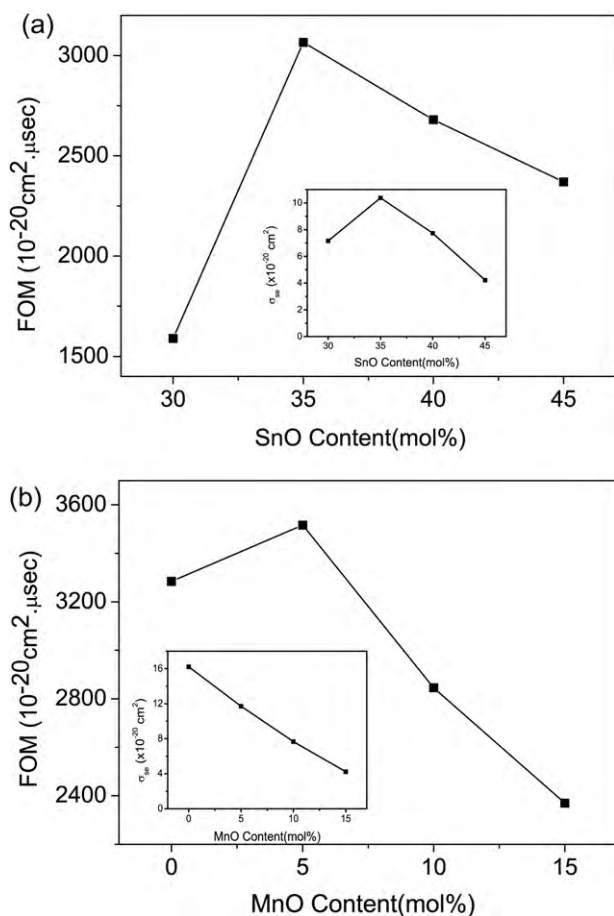 (a)
3000
2500
2000
1500
FOM (10⁻²⁰cm².μsec)
10
8
6
4
2
0
σse (x10⁻²⁰ cm²)
30 35 40 45
SnO Content(mol%)
30 35 40 45
SnO Content(mol%)
(b)
3600
3200
2800
2400
FOM (10⁻²⁰cm².μsec)
16
12
8
4
0
σse (x10⁻²⁰ cm²)
0 5 10 15
MnO Content(mol%)
0 5 10 15
MnO Content(mol%)